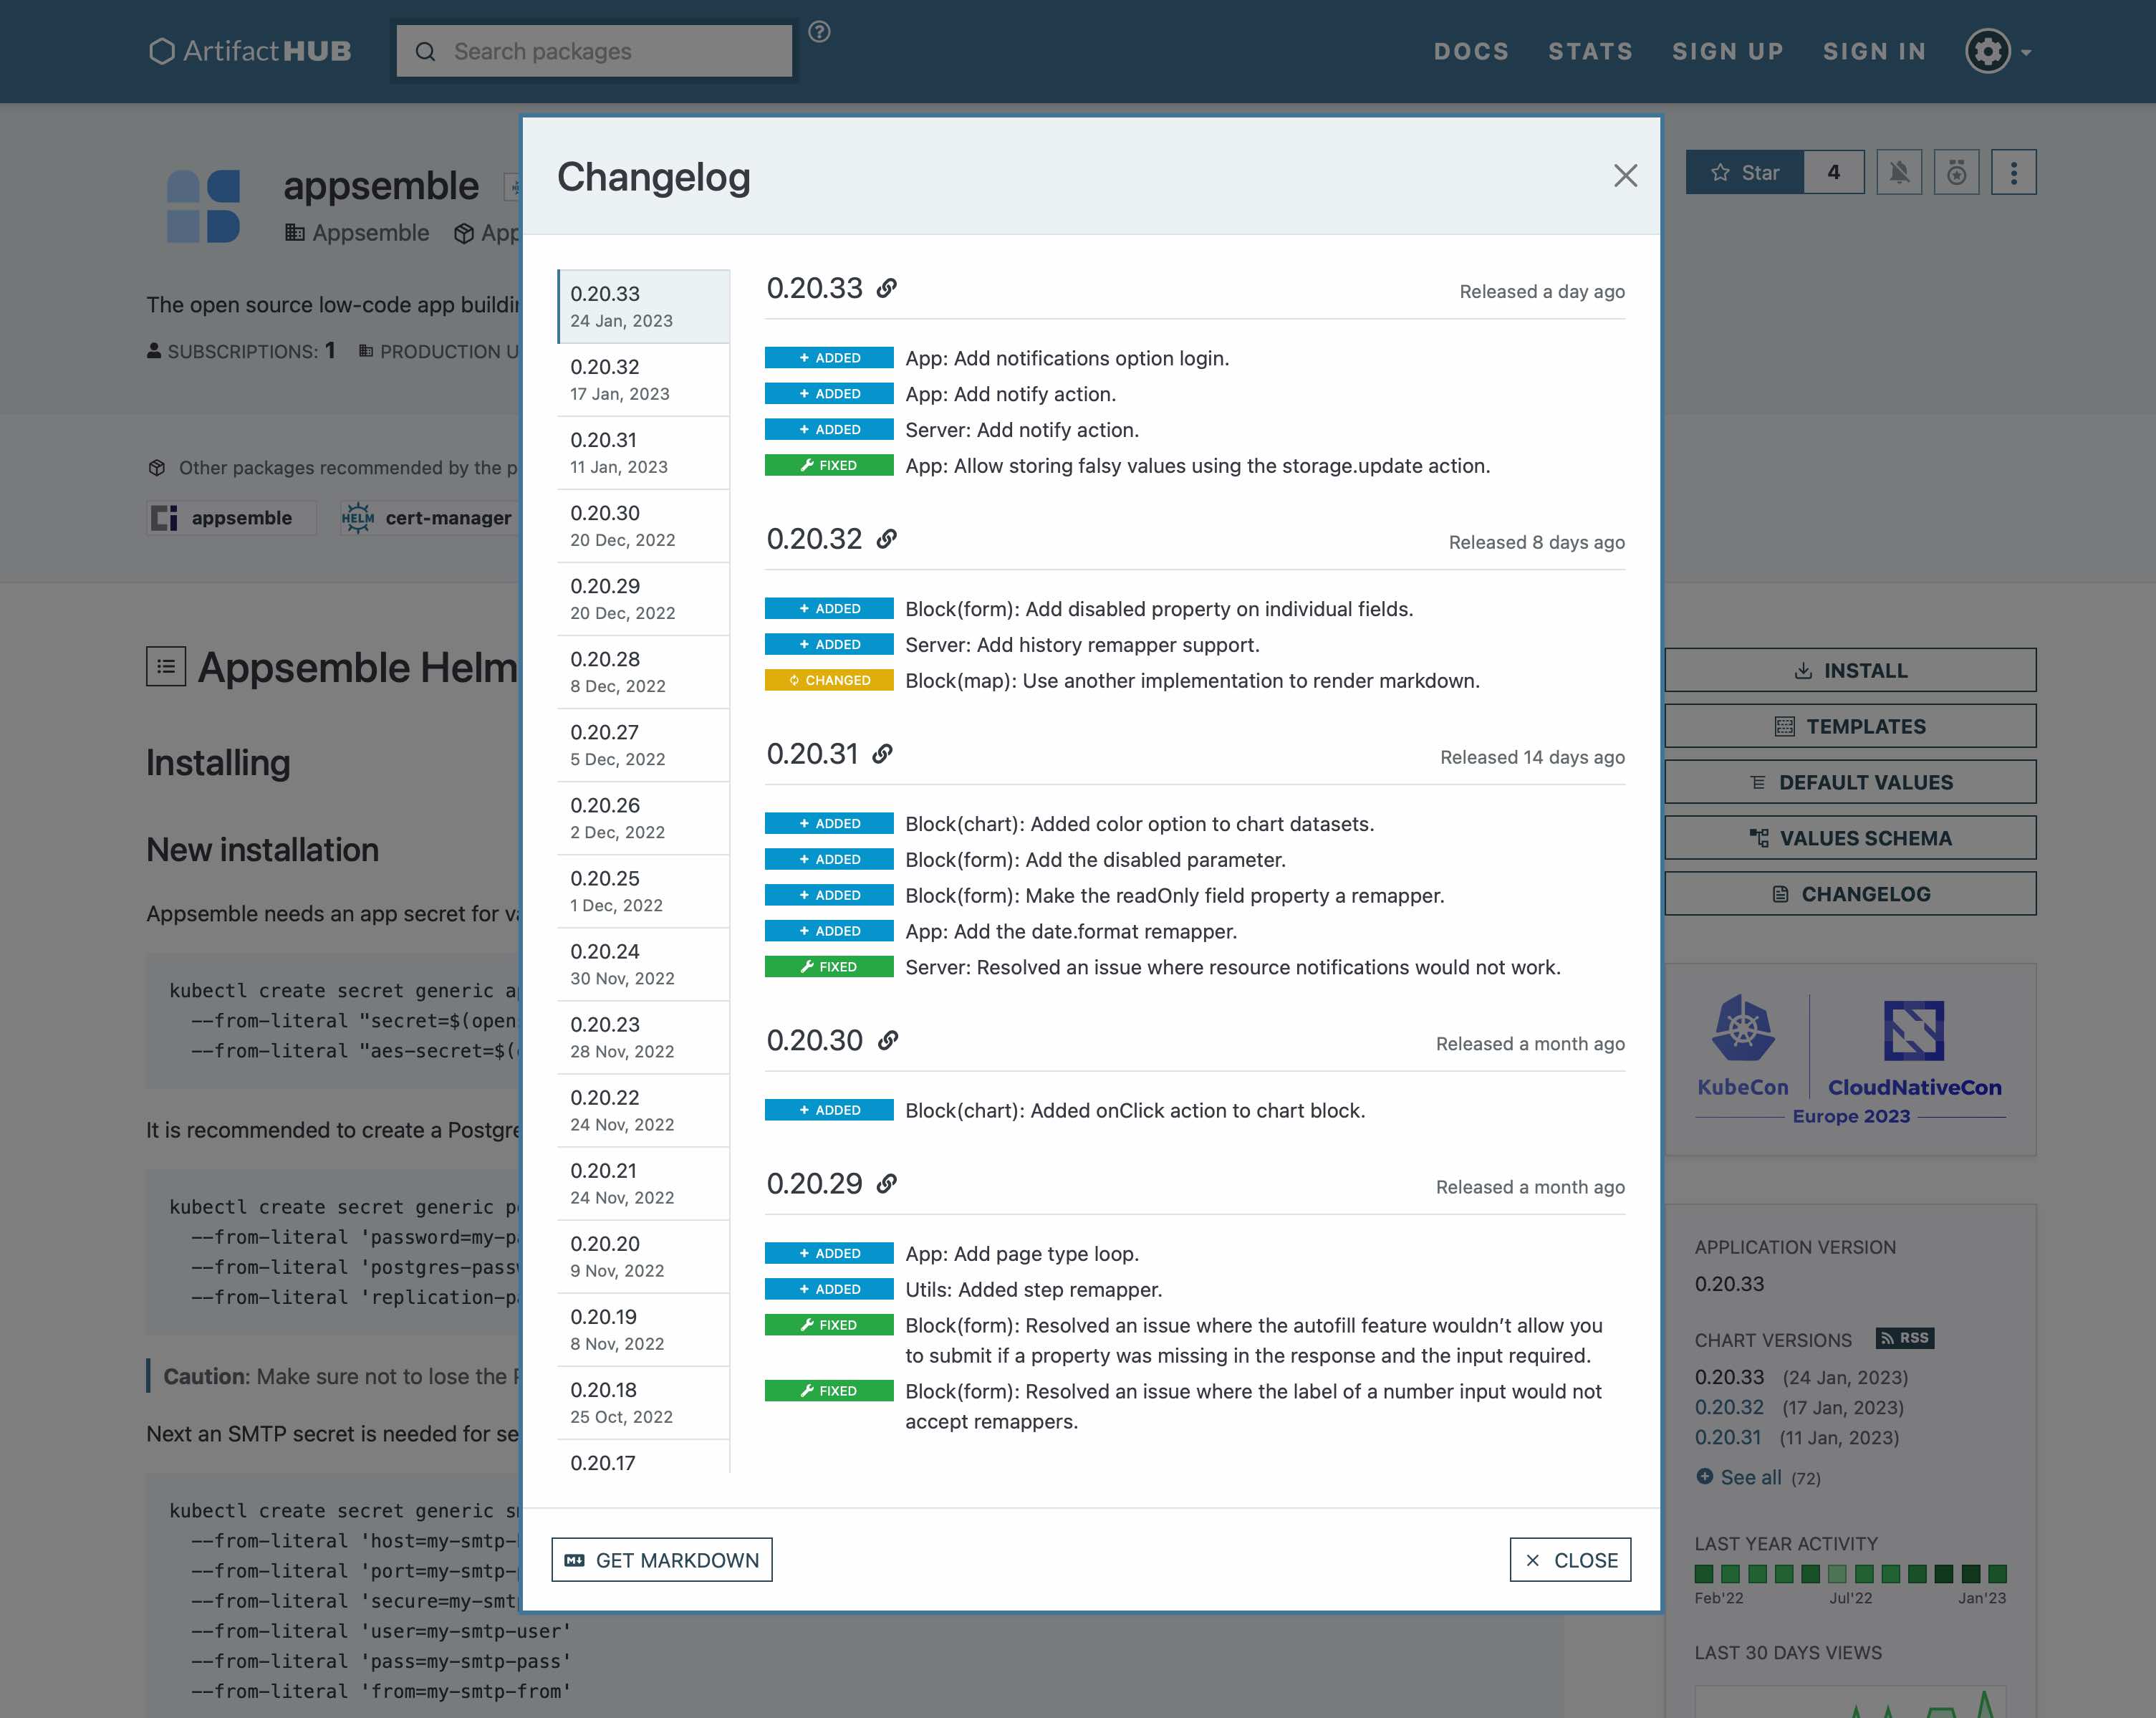 ArtifactHUB
Search packages
DOCS STATS SIGN UP SIGN IN
appsemble
Appsemble App
The open source low-code app buildin
SUBSCRIPTIONS: 1 PRODUCTION U
Star 4
Other packages recommended by the p
appsemble
HELM cert-manager
Appsemble Helm
Installing
New installation
Appsemble needs an app secret for va
kubectl create secret generic a
--from-literal "secret=$(open
--from-literal "aes-secret=$(
It is recommended to create a Postgre
kubectl create secret generic p
--from-literal 'password=my-p
--from-literal 'postgres-pass
--from-literal 'replication-p
Caution: Make sure not to lose the
Next an SMTP secret is needed for se
kubectl create secret generic s
--from-literal 'host=my-smtp-
--from-literal 'port=my-smtp-
--from-literal 'secure=my-smt
--from-literal 'user=my-smtp-user'
--from-literal 'pass=my-smtp-pass'
--from-literal 'from=my-smtp-from'
Changelog
0.20.33
24 Jan, 2023
0.20.32
17 Jan, 2023
0.20.31
11 Jan, 2023
0.20.30
20 Dec, 2022
0.20.29
20 Dec, 2022
0.20.28
8 Dec, 2022
0.20.27
5 Dec, 2022
0.20.26
2 Dec, 2022
0.20.25
1 Dec, 2022
0.20.24
30 Nov, 2022
0.20.23
28 Nov, 2022
0.20.22
24 Nov, 2022
0.20.21
24 Nov, 2022
0.20.20
9 Nov, 2022
0.20.19
8 Nov, 2022
0.20.18
25 Oct, 2022
0.20.17
0.20.33 Released a day ago
+ ADDED App: Add notifications option login.
+ ADDED App: Add notify action.
+ ADDED Server: Add notify action.
FIXED App: Allow storing falsy values using the storage.update action.
0.20.32 Released 8 days ago
+ ADDED Block(form): Add disabled property on individual fields.
+ ADDED Server: Add history remapper support.
CHANGED Block(map): Use another implementation to render markdown.
0.20.31 Released 14 days ago
+ ADDED Block(chart): Added color option to chart datasets.
+ ADDED Block(form): Add the disabled parameter.
+ ADDED Block(form): Make the readOnly field property a remapper.
+ ADDED App: Add the date.format remapper.
FIXED Server: Resolved an issue where resource notifications would not work.
0.20.30 Released a month ago
+ ADDED Block(chart): Added onClick action to chart block.
0.20.29 Released a month ago
+ ADDED App: Add page type loop.
+ ADDED Utils: Added step remapper.
FIXED Block(form): Resolved an issue where the autofill feature wouldn’t allow you
to submit if a property was missing in the response and the input required.
FIXED Block(form): Resolved an issue where the label of a number input would not
accept remappers.
GET MARKDOWN
CLOSE
INSTALL
TEMPLATES
DEFAULT VALUES
VALUES SCHEMA
CHANGELOG
KubeCon CloudNativeCon
Europe 2023
APPLICATION VERSION
0.20.33
CHART VERSIONS RSS
0.20.33 (24 Jan, 2023)
0.20.32 (17 Jan, 2023)
0.20.31 (11 Jan, 2023)
See all (72)
LAST YEAR ACTIVITY
Feb'22 Jul'22 Jan'23
LAST 30 DAYS VIEWS